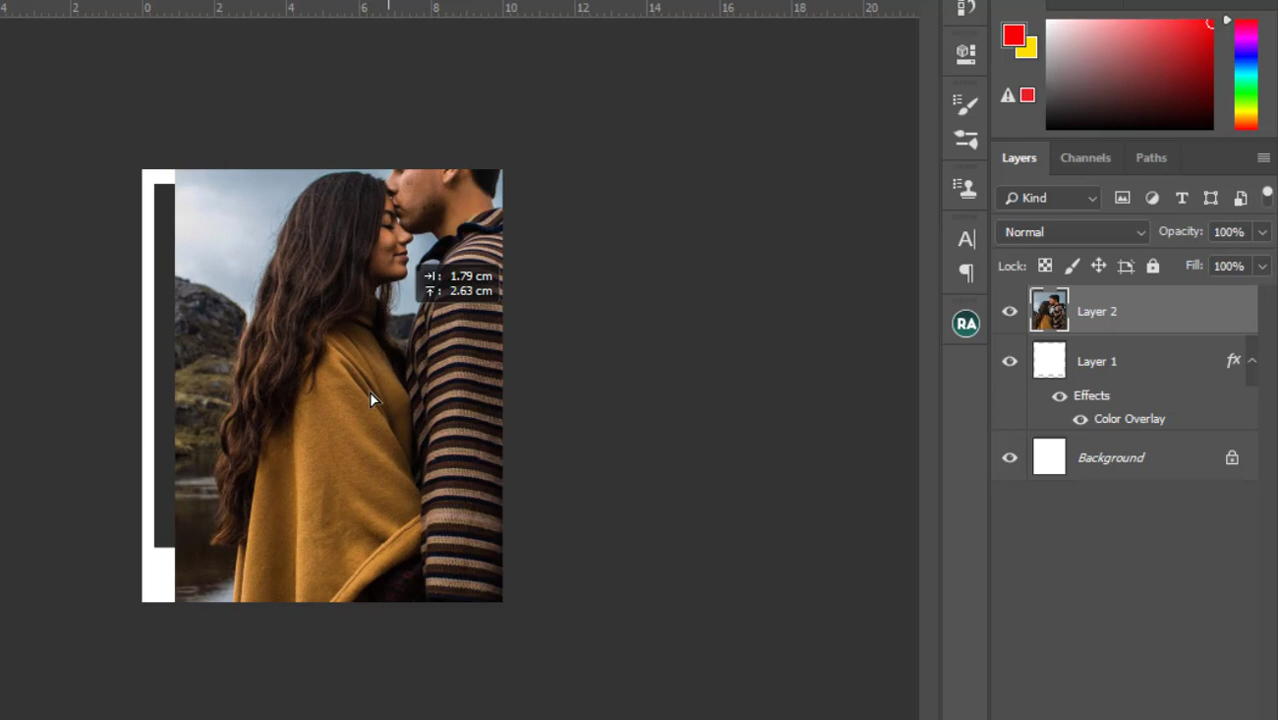 4 2 0 2 4 6 8 10 12 14 16 18 20
Layers Channels Paths
Kind
Normal Opacity: 100%
Lock: Fill: 100%
Layer 2
Layer 1 fx
Effects
Color Overlay
Background
: 1.79 cm
: 2.63 cm
A
RA